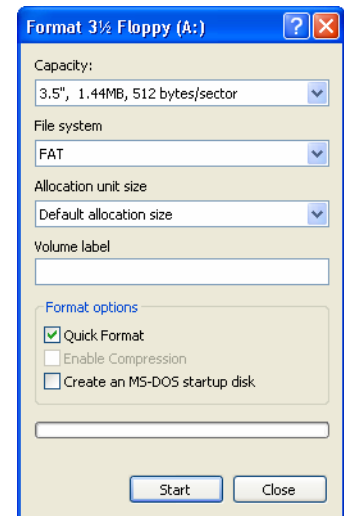 Format 3½ Floppy (A:)
Capacity:
3.5", 1.44MB, 512 bytes/sector
File system
FAT
Allocation unit size
Default allocation size
Volume label
Format options
Quick Format
Enable Compression
Create an MS-DOS startup disk
Start Close